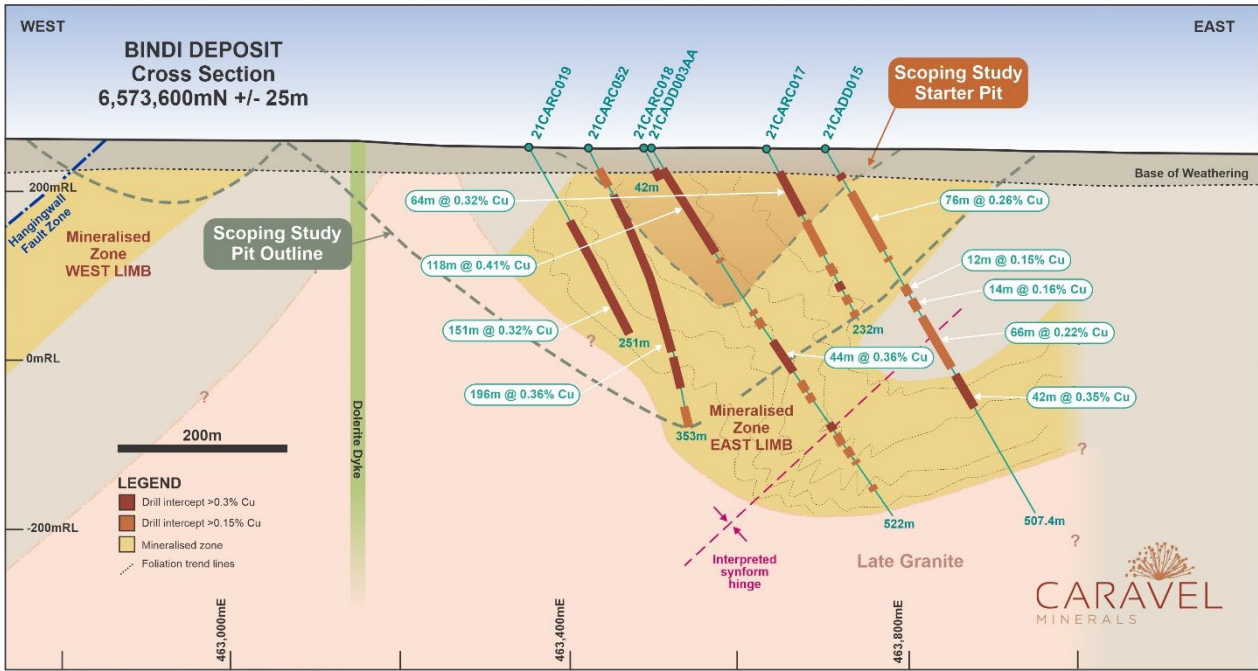 WEST
EAST
BINDI DEPOSIT
Cross Section
6,573,600mN +/- 25m
21CARC019
21CARC052
21CARC018
21CADD003AA
21CARC017
21CADD015
Scoping Study
Starter Pit
Base of Weathering
200mRL
Hangingwall
Fault Zone
Mineralised
Zone
WEST LIMB
Scoping Study
Pit Outline
42m
64m @ 0.32% Cu
76m @ 0.26% Cu
118m @ 0.41% Cu
12m @ 0.15% Cu
14m @ 0.16% Cu
151m @ 0.32% Cu
251m
232m
66m @ 0.22% Cu
0mRL
?
44m @ 0.36% Cu
196m @ 0.36% Cu
42m @ 0.35% Cu
?
353m
Mineralised
Zone
EAST LIMB
200m
Dolerite Dyke
?
?
LEGEND
Drill intercept >0.3% Cu
Drill intercept >0.15% Cu
Mineralised zone
Foliation trend lines
-200mRL
522m
507.4m
?
Interpreted
synform
hinge
Late Granite
CARAVEL
MINERALS
463,000mE
463,400mE
463,800mE